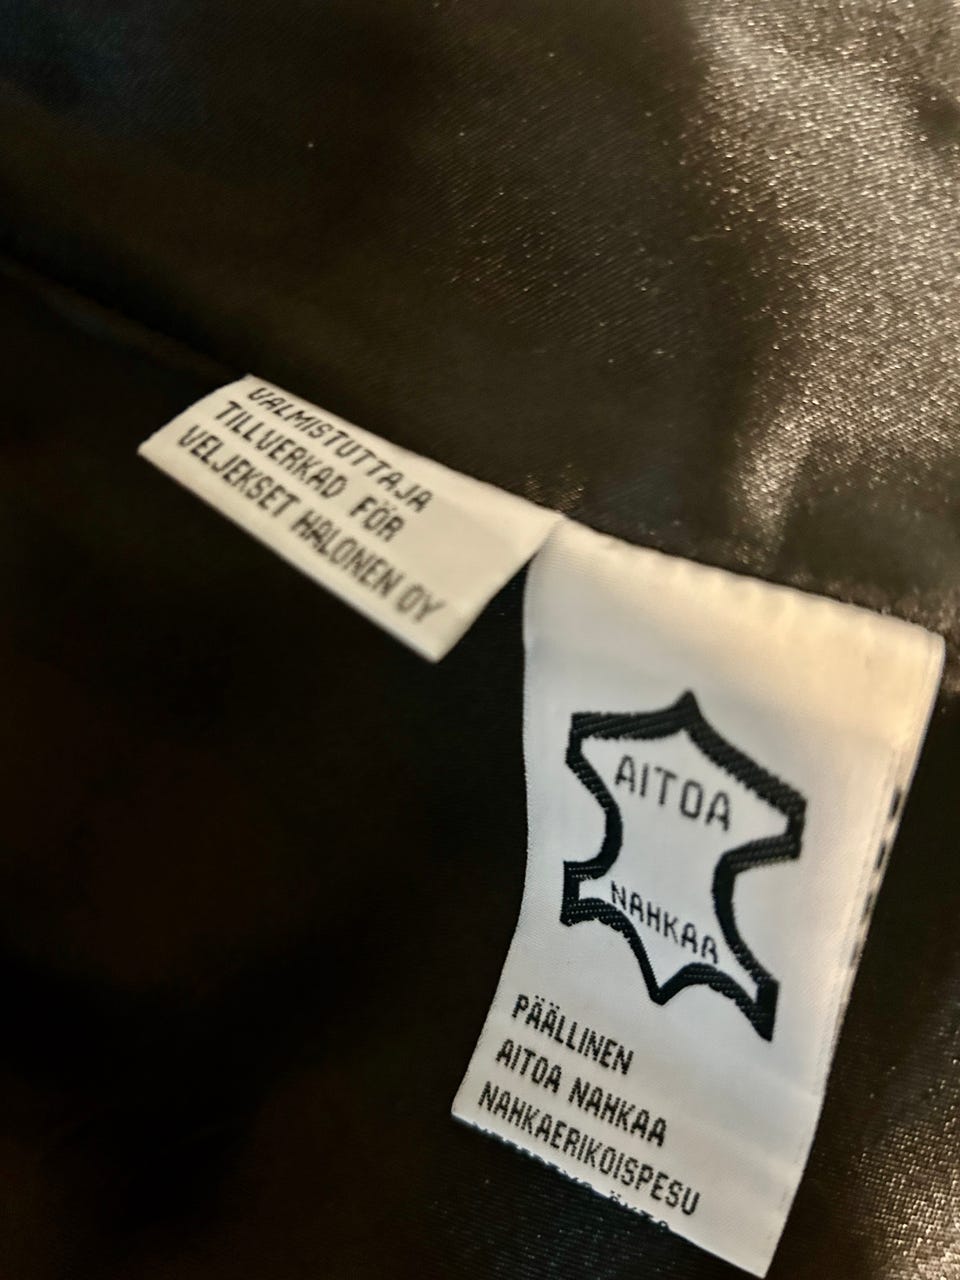 VALMISTUTTAJA
TILLVERKAD FÖR
VELJEKSET HALONEN OY
AITOA
NAHKAA
PÄÄLLINEN
AITOA NAHKAA
NAHKAERIKOISPESU